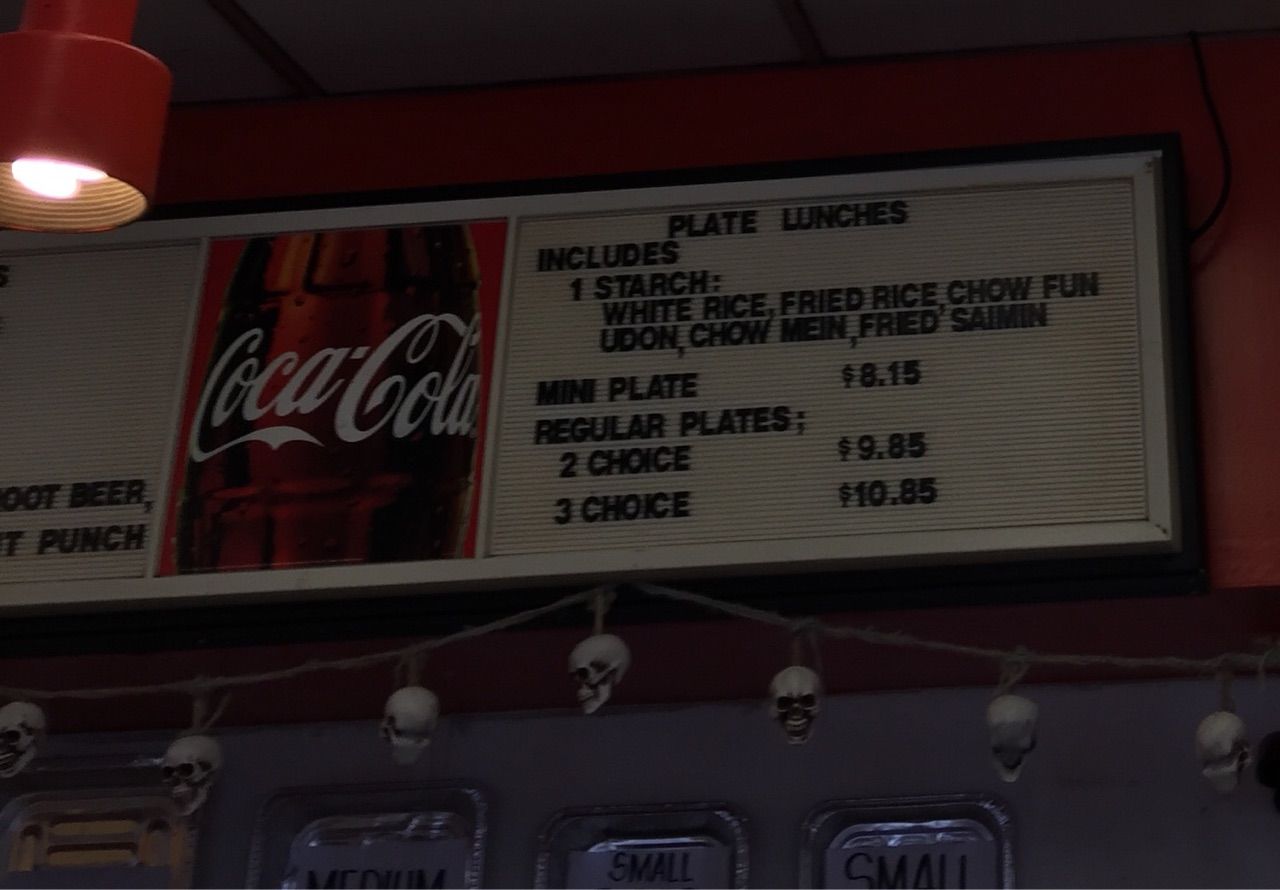 PLATE LUNCHES
INCLUDES
1 STARCH:
WHITE RICE, FRIED RICE, CHOW FUN
UDON, CHOW MEIN, FRIED SAIMIN
MINI PLATE $8.15
REGULAR PLATES;
2 CHOICE $9.85
3 CHOICE $10.85
Coca-Cola
OOT BEER,
T PUNCH
MEDIUM
SMALL
SMALL